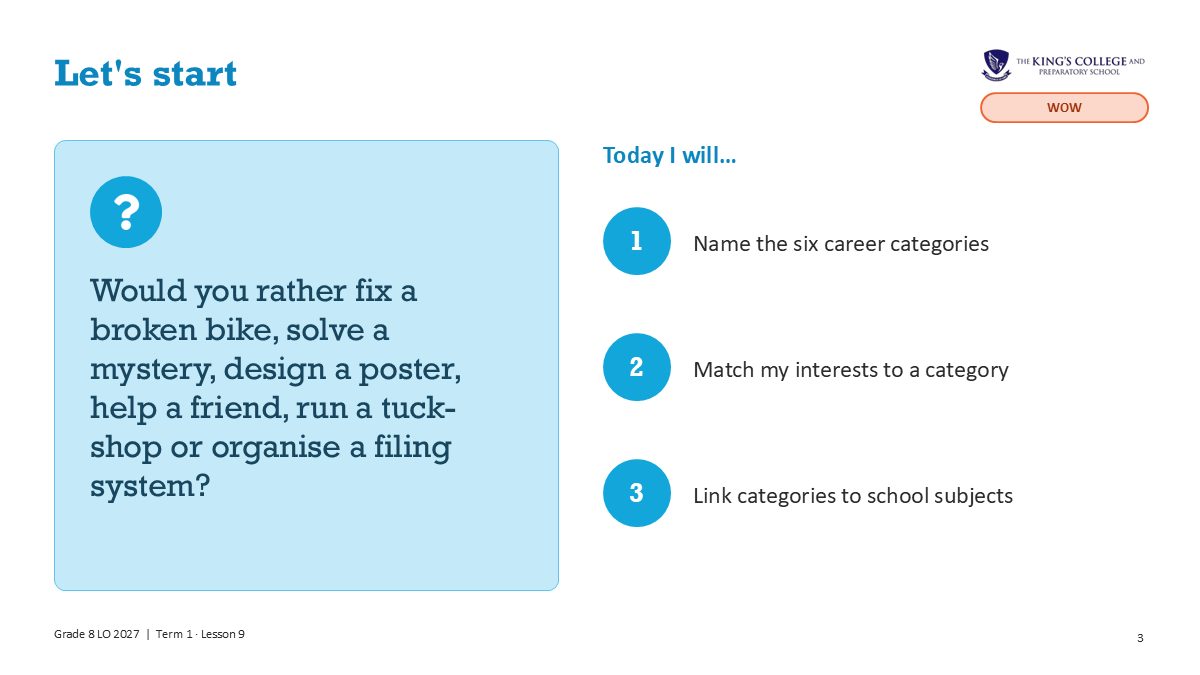 Let's start
THE KING'S COLLEGE AND
PREPARATORY SCHOOL
WOW
?
Would you rather fix a
broken bike, solve a
mystery, design a poster,
help a friend, run a tuck-
shop or organise a filing
system?
Today I will...
1
Name the six career categories
2
Match my interests to a category
3
Link categories to school subjects
Grade 8 LO 2027 | Term 1 · Lesson 9
3